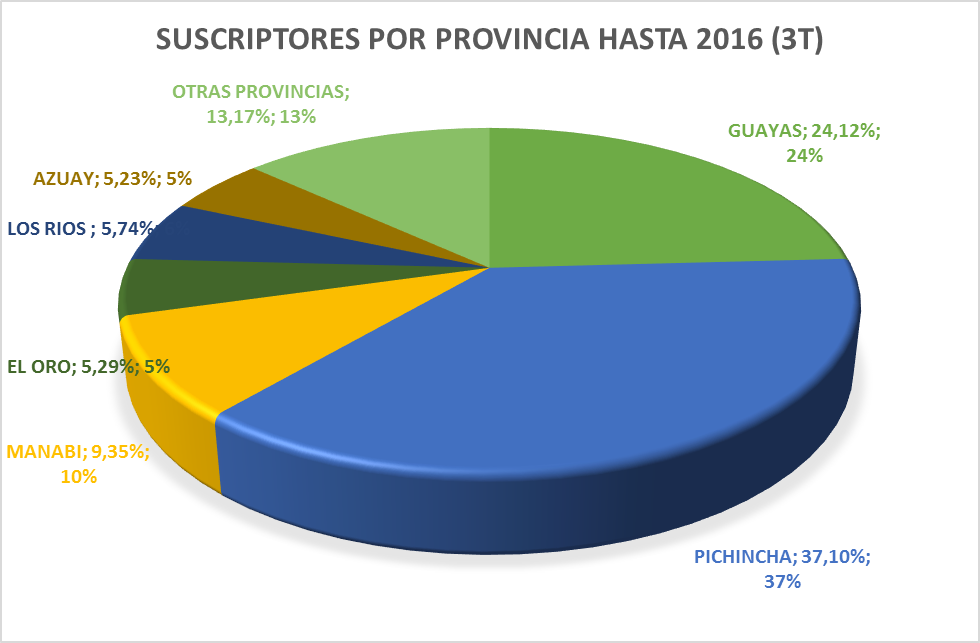 SUSCRIPTORES POR PROVINCIA HASTA 2016 (3T)
OTRAS PROVINCIAS;
13,17%; 13%
GUAYAS; 24,12%;
24%
AZUAY; 5,23%; 5%
LOS RIOS ; 5,74%;
EL ORO; 5,29%; 5%
MANABI; 9,35%;
10%
PICHINCHA; 37,10%;
37%